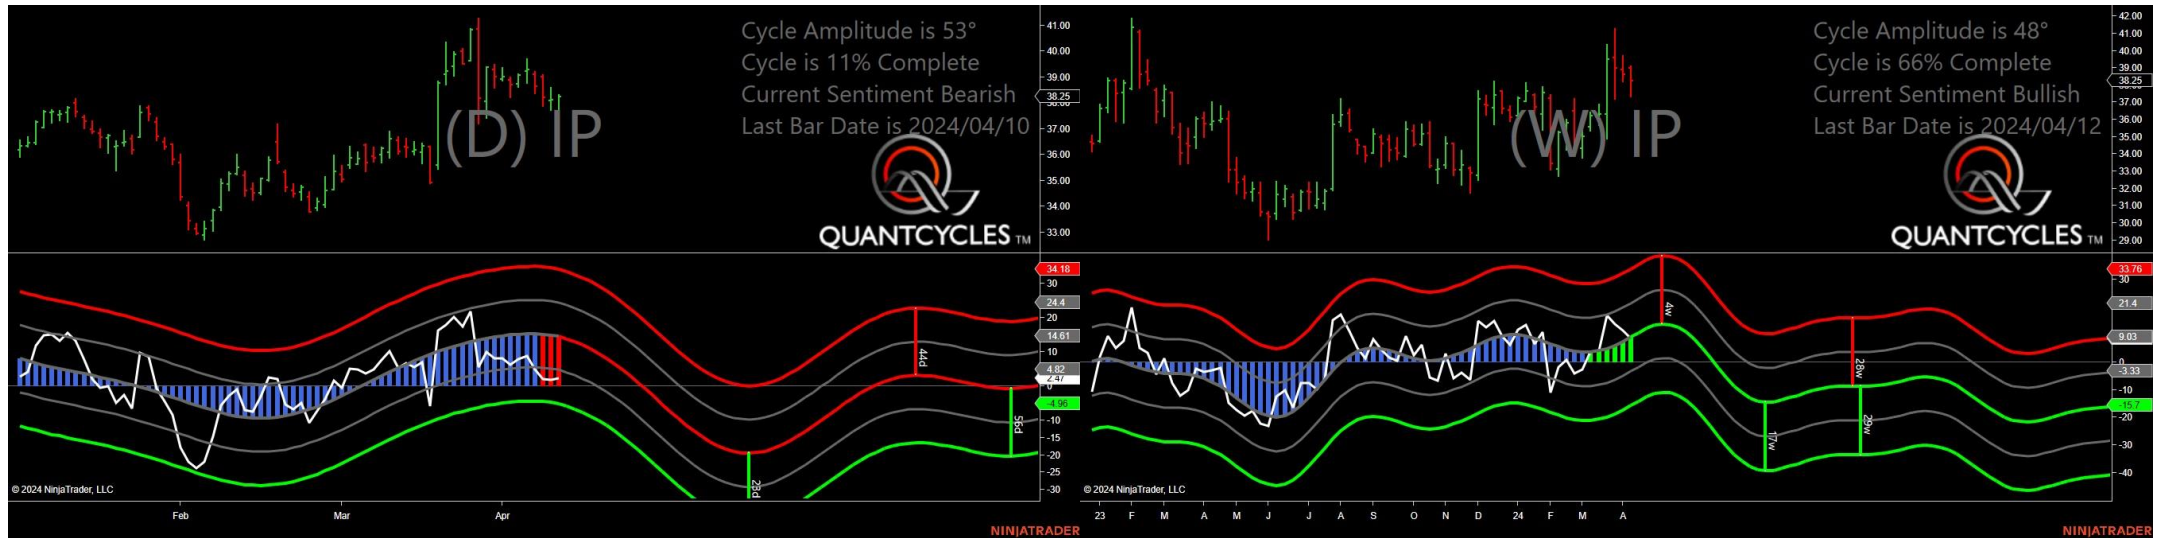 Cycle Amplitude is 53°
Cycle is 11% Complete
Current Sentiment Bearish
Last Bar Date is 2024/04/10
(D) IP
QUANTCYCLES TM
41.00
40.00
39.00
38.25
38.00
37.00
36.00
35.00
34.00
33.00
34.18
30
24.4
20
14.61
10
4.82
2.47
0
-4.96
-10
-15
-20
-25
-30
28d
44d
56d
© 2024 NinjaTrader, LLC
Feb
Mar
Apr
NINJATRADER
Cycle Amplitude is 48°
Cycle is 66% Complete
Current Sentiment Bullish
Last Bar Date is 2024/04/12
(W) IP
QUANTCYCLES TM
42.00
41.00
40.00
39.00
38.25
37.00
36.00
35.00
34.00
33.00
32.00
31.00
30.00
29.00
33.76
30
21.4
9.03
0
-3.33
-10
-15.7
-20
-30
-40
4w
17w
28w
29w
© 2024 NinjaTrader, LLC
23 F M A M J J A S O N D 24 F M A
NINJATRADER